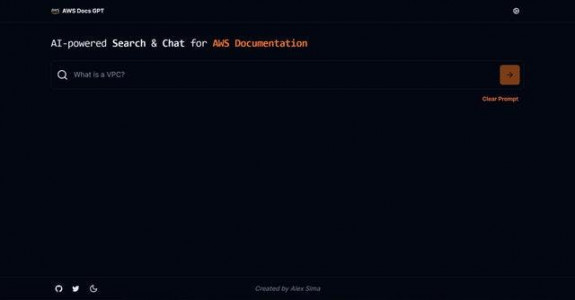 AWS Docs GPT
AI-powered Search & Chat for AWS Documentation
What is a VPC?
Clear Prompt
Created by Alex Sima